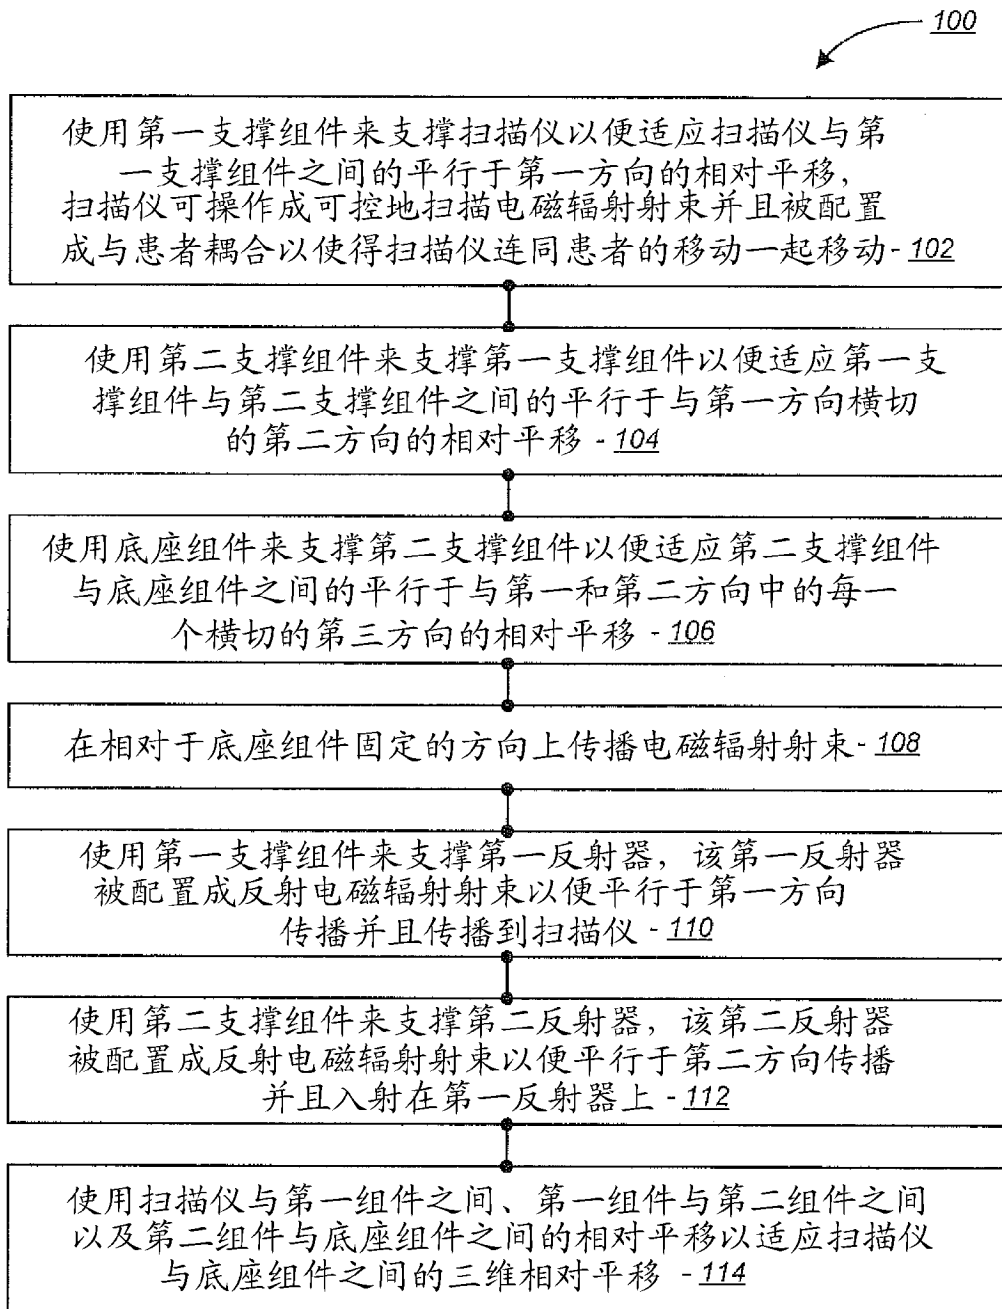 100
使用第一支撑组件来支撑扫描仪以便适应扫描仪与第
一支撑组件之间的平行于第一方向的相对平移，
扫描仪可操作成可控地扫描电磁辐射射束并且被配置
成与患者耦合以使得扫描仪连同患者的移动一起移动-102
使用第二支撑组件来支撑第一支撑组件以便适应第一支
撑组件与第二支撑组件之间的平行于与第一方向横切
的第二方向的相对平移 - 104
使用底座组件来支撑第二支撑组件以便适应第二支撑组件
与底座组件之间的平行于与第一和第二方向中的每一
个横切的第三方向的相对平移 - 106
在相对于底座组件固定的方向上传播电磁辐射射束- 108
使用第一支撑组件来支撑第一反射器，该第一反射器
被配置成反射电磁辐射射束以便平行于第一方向
传播并且传播到扫描仪 - 110
使用第二支撑组件来支撑第二反射器，该第二反射器
被配置成反射电磁辐射射束以便平行于第二方向传播
并且入射在第一反射器上 - 112
使用扫描仪与第一组件之间、第一组件与第二组件之间
以及第二组件与底座组件之间的相对平移以适应扫描仪
与底座组件之间的三维相对平移 - 114